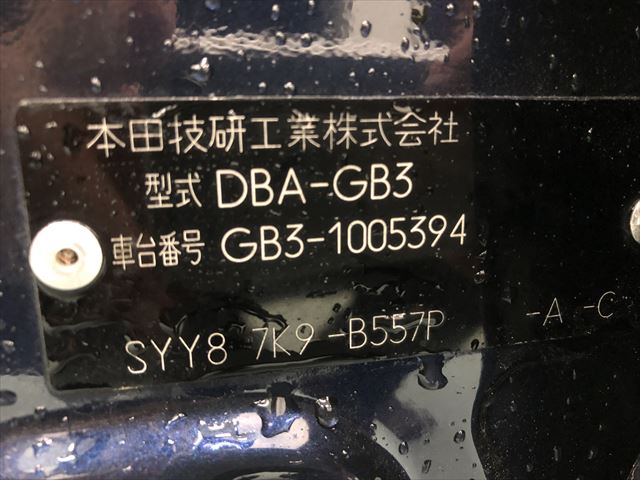 本田技研工業株式会社
型式 DBA-GB3
車台番号 GB3-1005394
SYY8 7K9 -B557P -A -C